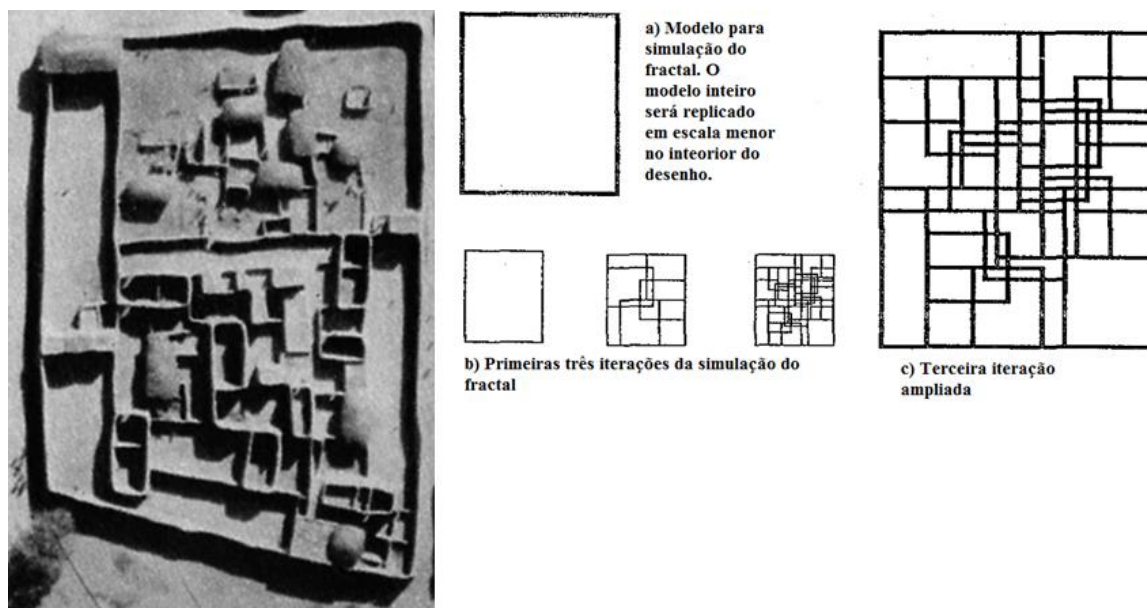 a) Modelo para
simulação do
fractal. O
modelo inteiro
será replicado
em escala menor
no inteorior do
desenho.
b) Primeiras três iterações da simulação do
fractal
c) Terceira iteração
ampliada